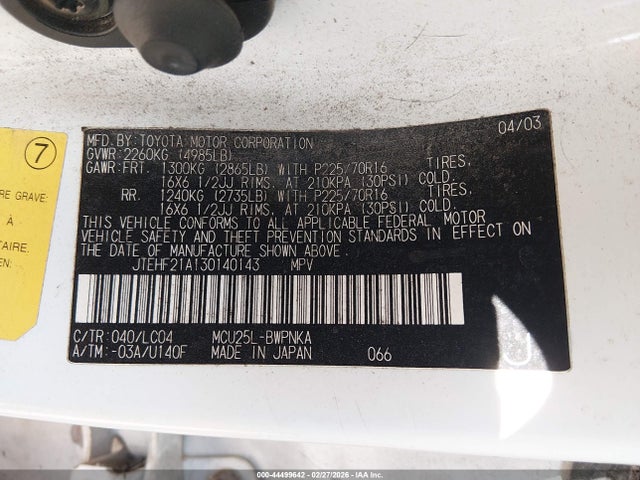 04/03
MFD.BY:TOYOTA MOTOR CORPORATION
GVWR:2260KG (4985LB)
GAWR:FRT. 1300KG (2865LB) WITH P225/70R16 TIRES,
16X6 1/2JJ RIMS, AT 210KPA (30PSI) COLD.
RR. 1240KG (2735LB) WITH P225/70R16 TIRES,
16X6 1/2JJ RIMS, AT 210KPA (30PSI) COLD.
THIS VEHICLE CONFORMS TO ALL APPLICABLE FEDERAL MOTOR
VEHICLE SAFETY AND THEFT PREVENTION STANDARDS IN EFFECT ON
THE DATE OF MANUFACTURE SHOWN ABOVE.
JTEHF21A130140143 MPV
C/TR:040/LC04 MCU25L-BWPNKA
A/TM:-03A/U140F MADE IN JAPAN 066
7
RE GRAVE:
À
TAIRE.
EN:
000-44499642 - 02/27/2026 - IAAHolding, LLC.